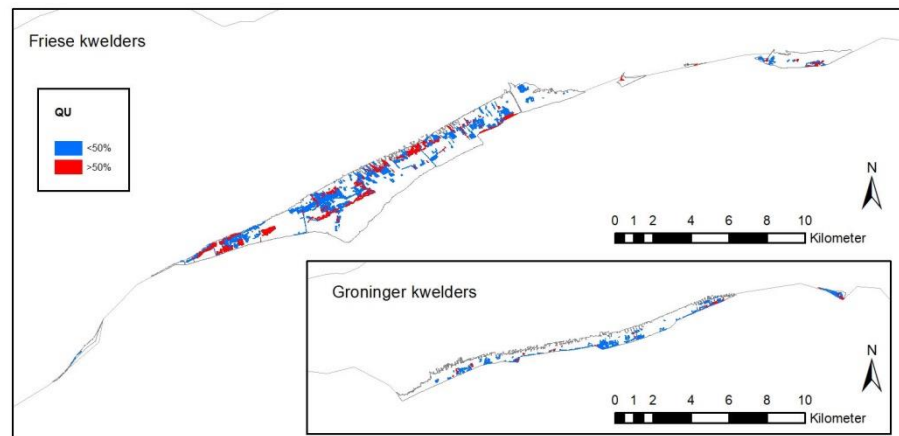 Friese kwelders
QU
<50%
>50%
N
0 1 2 4 6 8 10
Kilometer
Groninger kwelders
N
0 1 2 4 6 8 10
Kilometer